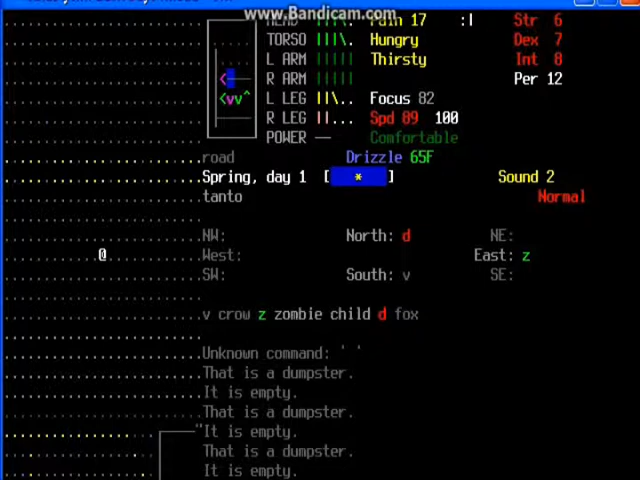 www.Bandicam.com
HEAD |||\. Pain 17 :| Str 6
TORSO |||\. Hungry Dex 7
L ARM ||||| Thirsty Int 8
R ARM ||||| Per 12
L LEG ||\.. Focus 82
R LEG ||... Spd 89 100
POWER — Comfortable
road Drizzle 65F
Spring, day 1 [ * ] Sound 2
tanto Normal
NW: North: d NE:
@ West: East: z
SW: South: v SE:
v crow z zombie child d fox
Unknown command: ' '
That is a dumpster.
It is empty.
That is a dumpster.
It is empty.
That is a dumpster.
It is empty.